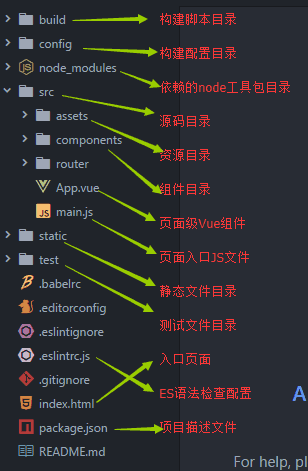 build 构建脚本目录
config 构建配置目录
node_modules 依赖的node工具包目录
src 源码目录
assets 资源目录
components 组件目录
router
App.vue 页面级Vue组件
JS main.js 页面入口JS文件
static 静态文件目录
test 测试文件目录
.babelrc
.editorconfig
.eslintignore
入口页面
.eslintrc.js
.gitignore ES语法检查配置 A
index.html
package.json 项目描述文件
README.md
For help, pl